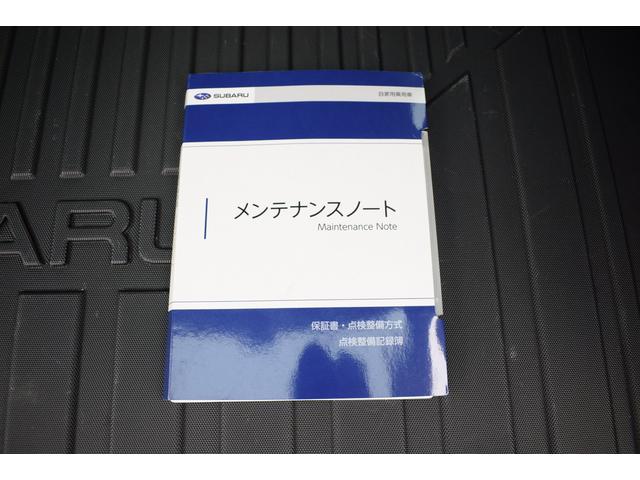 SUBARU
自家用乗用車
メンテナンスノート
Maintenance Note
保証書・点検整備方式
点検整備記録簿
ARU